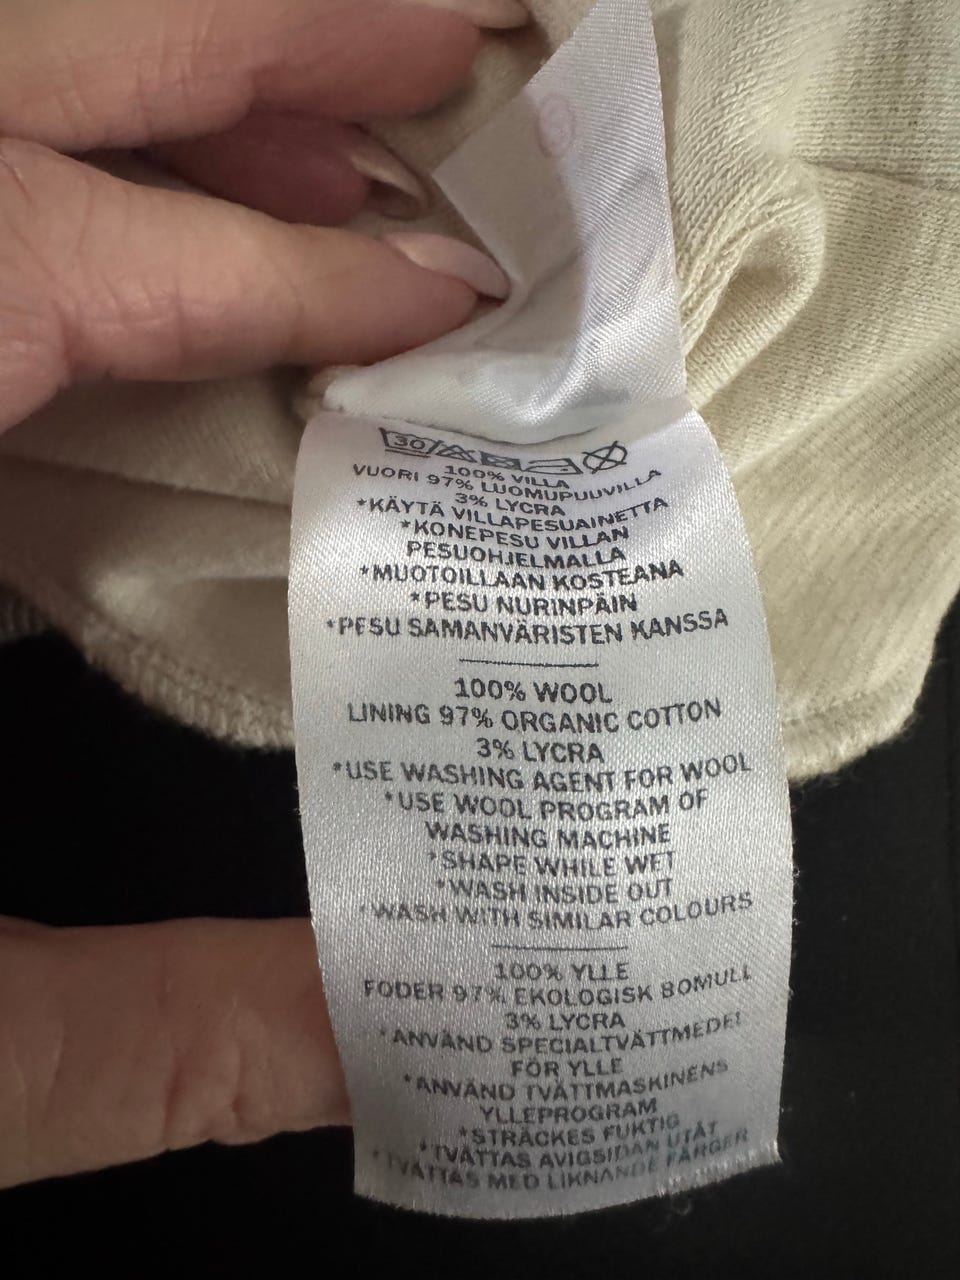 30
100% VILLA
VUORI 97% LUOMUPUUVILLA
3% LYCRA
*KÄYTÄ VILLAPESUAINETTA
*KONEPESU VILLAN
PESUOHJELMALLA
*MUOTOILLAAN KOSTEANA
*PESU NURINPÄIN
*PESU SAMANVÄRISTEN KANSSA
100% WOOL
LINING 97% ORGANIC COTTON
3% LYCRA
*USE WASHING AGENT FOR WOOL
*USE WOOL PROGRAM OF
WASHING MACHINE
*SHAPE WHILE WET
*WASH INSIDE OUT
*WASH WITH SIMILAR COLOURS
100% YLLE
FODER 97% EKOLOGISK BOMULL
3% LYCRA
*ANVÄND SPECIALTVÄTTMEDEL
FÖR YLLE
*ANVÄND TVÄTTMASKINENS
YLLEPROGRAM
*STRÄCKES FUKTIG
*TVÄTTAS AVIGSIDAN UTÅT
*TVÄTTAS MED LIKNANDE FÄRGER